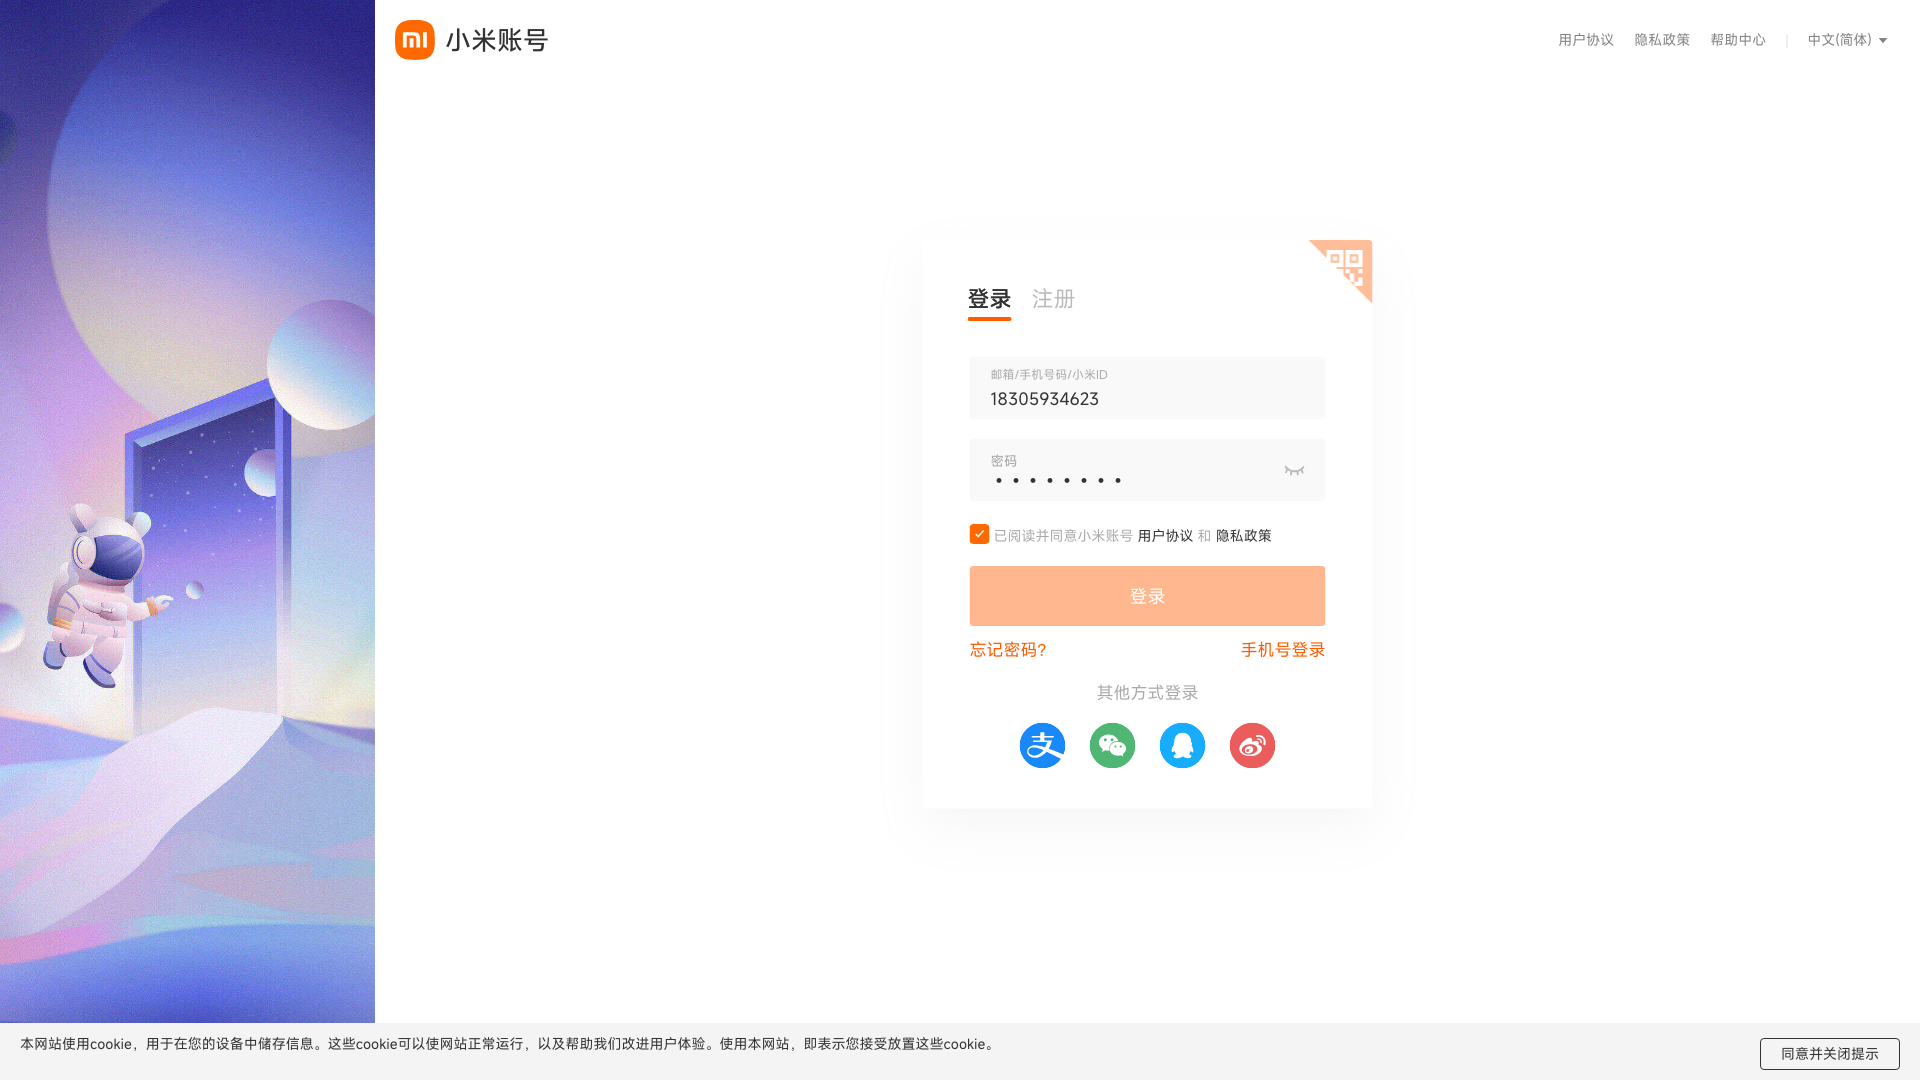 小米账号
用户协议 隐私政策 帮助中心 | 中文(简体)
登录 注册
邮箱/手机号码/小米ID
18305934623
密码
••••••••
已阅读并同意小米账号 用户协议 和 隐私政策
登录
忘记密码? 手机号登录
其他方式登录
本网站使用cookie，用于在您的设备中储存信息。这些cookie可以使网站正常运行，以及帮助我们改进用户体验。使用本网站，即表示您接受放置这些cookie。
同意并关闭提示